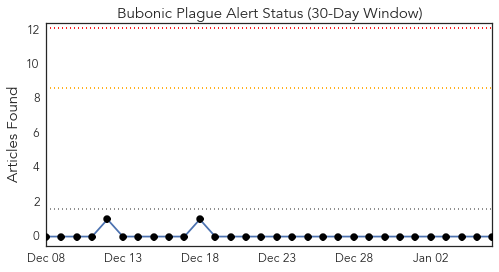 Bubonic Plague Alert Status (30-Day Window)
Articles Found
12
10
8
6
4
2
0
Dec 08 Dec 13 Dec 18 Dec 23 Dec 28 Jan 02